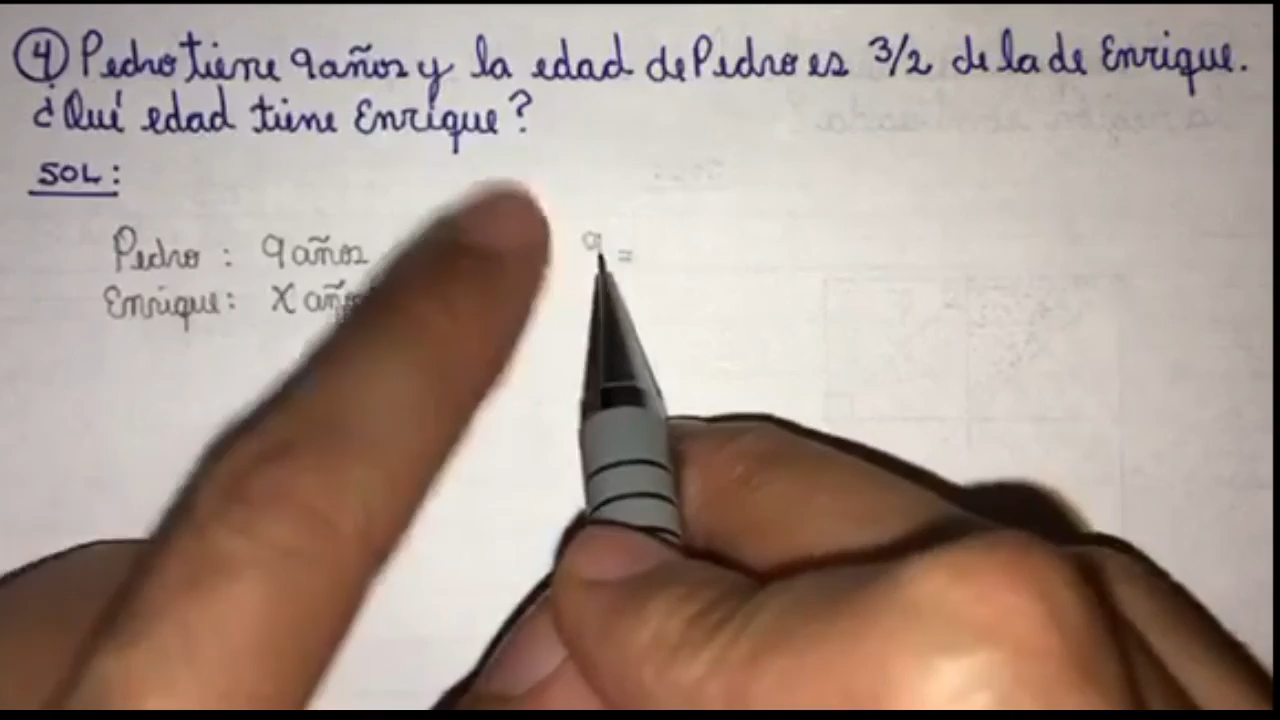 ④ Pedro tiene 9 años y la edad de Pedro es 3/2 de la de Enrique.
¿Qué edad tiene Enrique?
SOL:
Pedro : 9 años
Enrique: X años
9 =